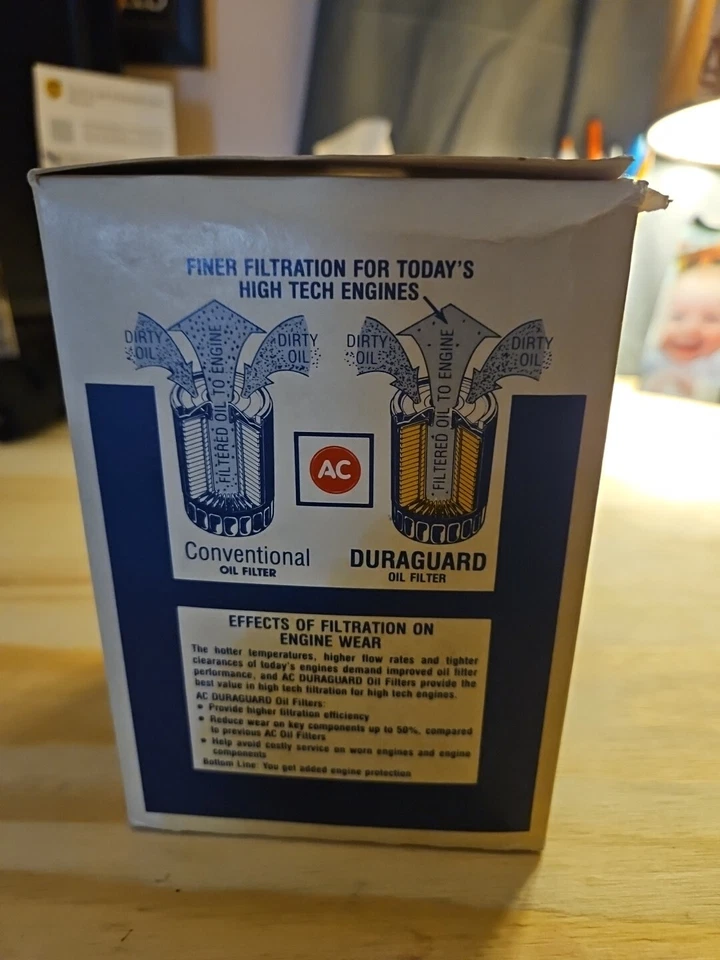 FINER FILTRATION FOR TODAY'S
HIGH TECH ENGINES
DIRTY
OIL
FILTERED OIL TO ENGINE
DIRTY
OIL
DIRTY
OIL
FILTERED OIL TO ENGINE
DIRTY
OIL
AC
Conventional
OIL FILTER
DURAGUARD
OIL FILTER
EFFECTS OF FILTRATION ON
ENGINE WEAR
The hotter temperatures, higher flow rates and tighter
clearances of today's engines demand improved oil filter
performance, and AC DURAGUARD Oil Filters provide the
best value in high tech filtration for high tech engines.
AC DURAGUARD Oil Filters:
• Provide higher filtration efficiency
• Reduce wear on key components up to 50%, compared
to previous AC Oil Filters
• Help avoid costly service on worn engines and engine
components
Bottom Line: You get added engine protection